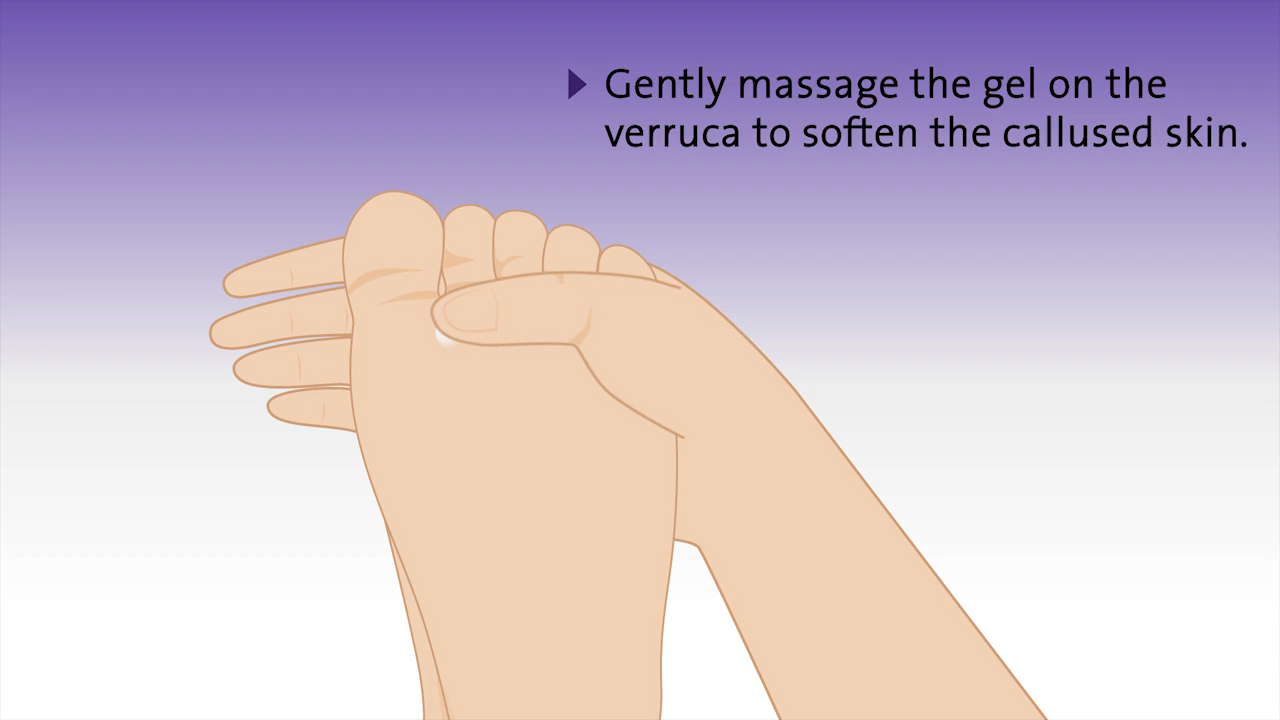 Gently massage the gel on the
verruca to soften the callused skin.